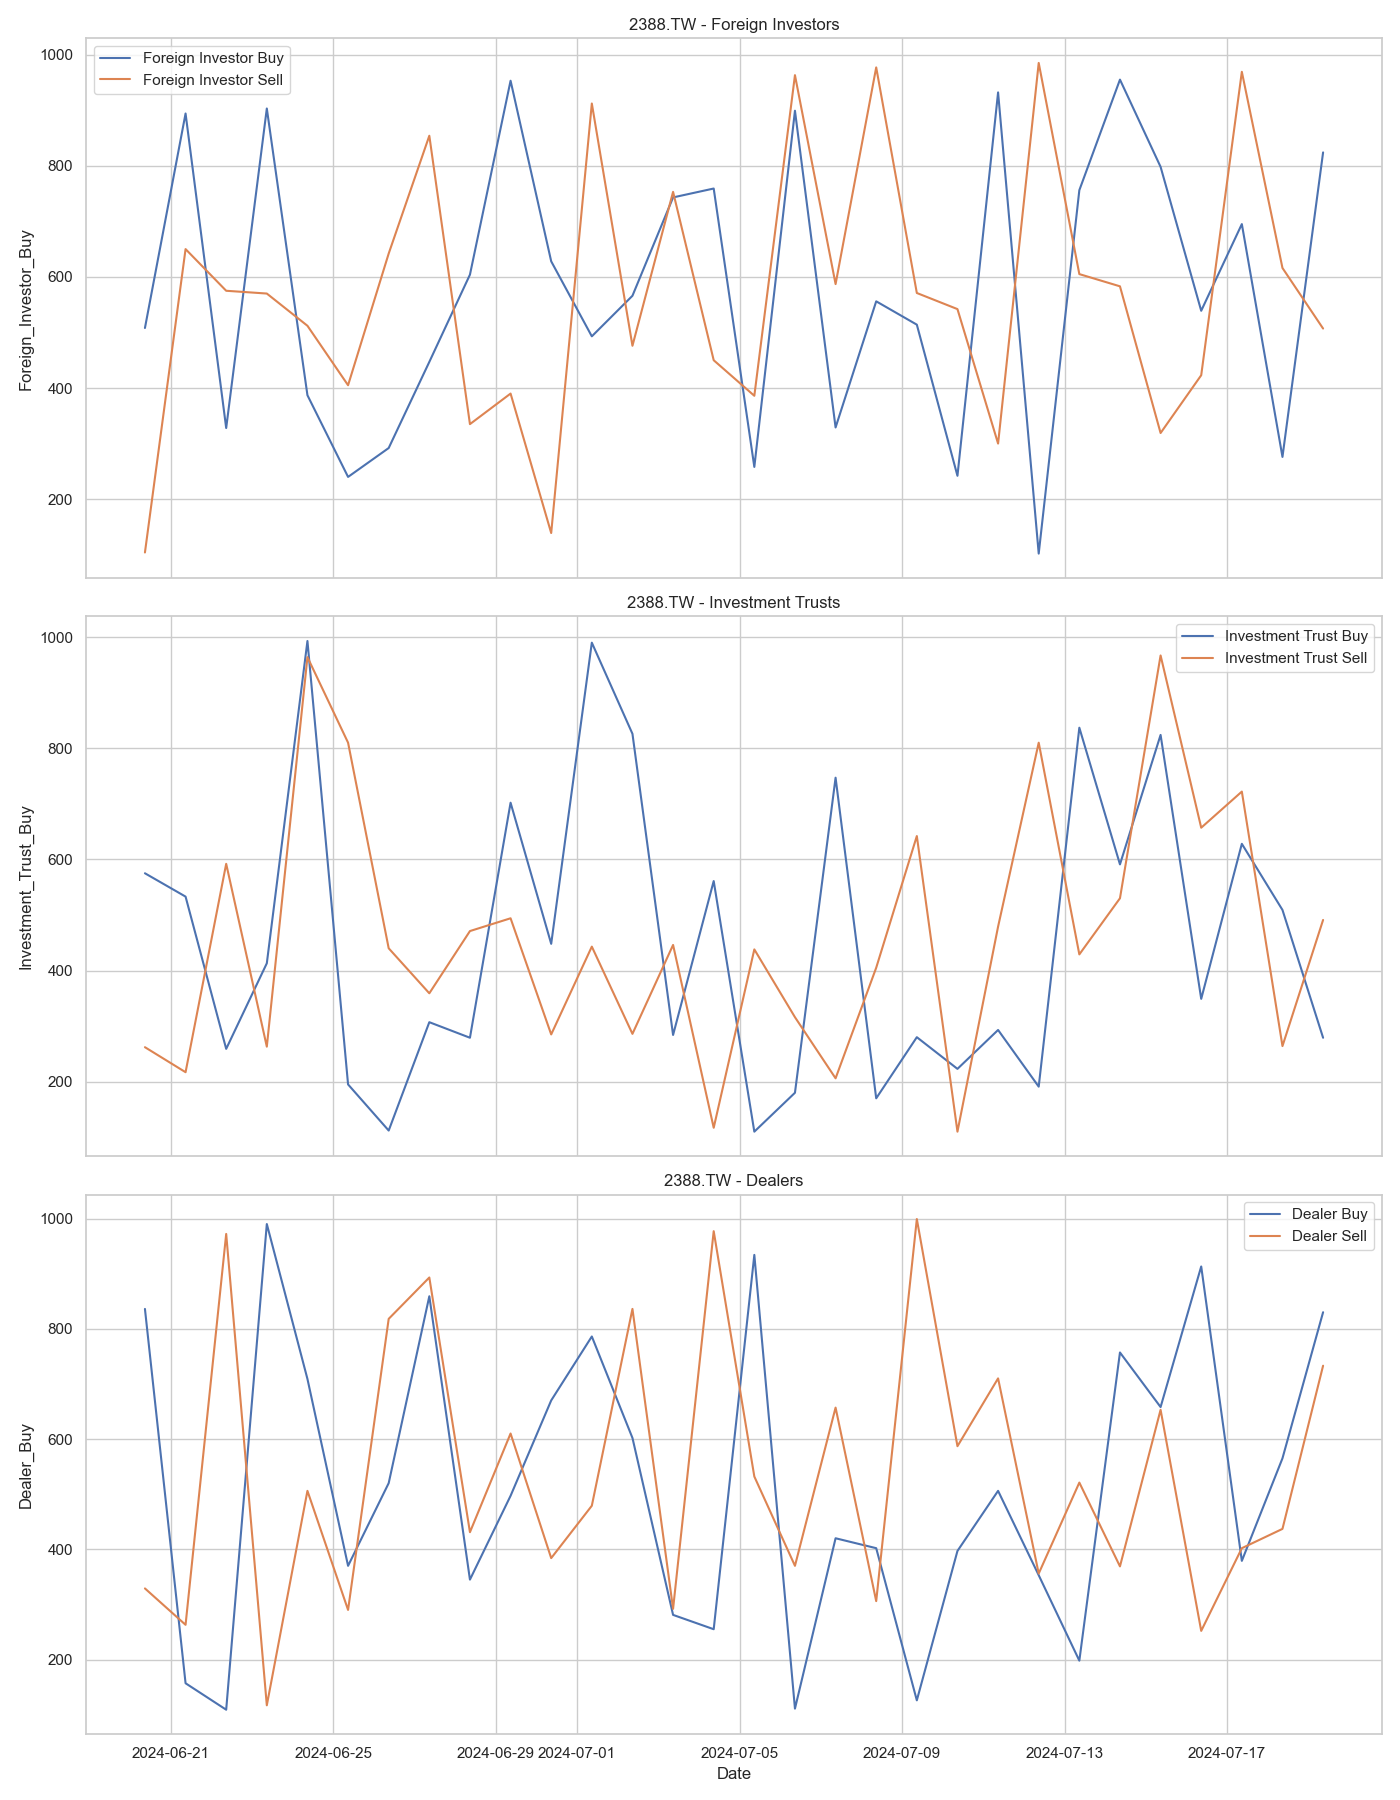 2388.TW - Foreign Investors
Foreign Investor Buy
Foreign Investor Sell
1000
800
600
400
200
Foreign_Investor_Buy
2388.TW - Investment Trusts
Investment Trust Buy
Investment Trust Sell
1000
800
600
400
200
Investment_Trust_Buy
2388.TW - Dealers
Dealer Buy
Dealer Sell
1000
800
600
400
200
Dealer_Buy
2024-06-21 2024-06-25 2024-06-29 2024-07-01 2024-07-05 2024-07-09 2024-07-13 2024-07-17
Date